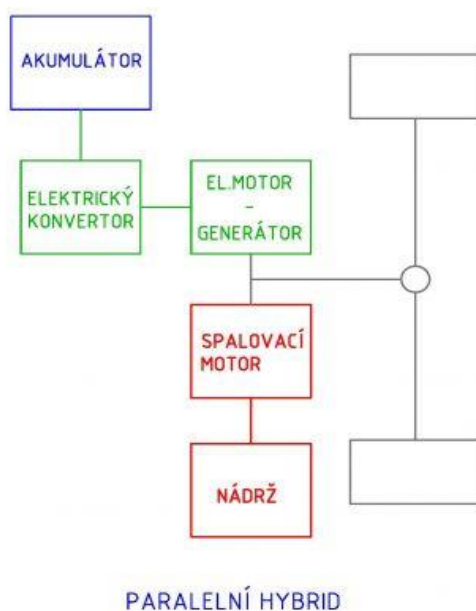 AKUMULÁTOR
ELEKTRICKÝ
KONVERTOR
EL.MOTOR
-
GENERÁTOR
SPALOVACÍ
MOTOR
NÁDRŽ
PARALELNÍ HYBRID